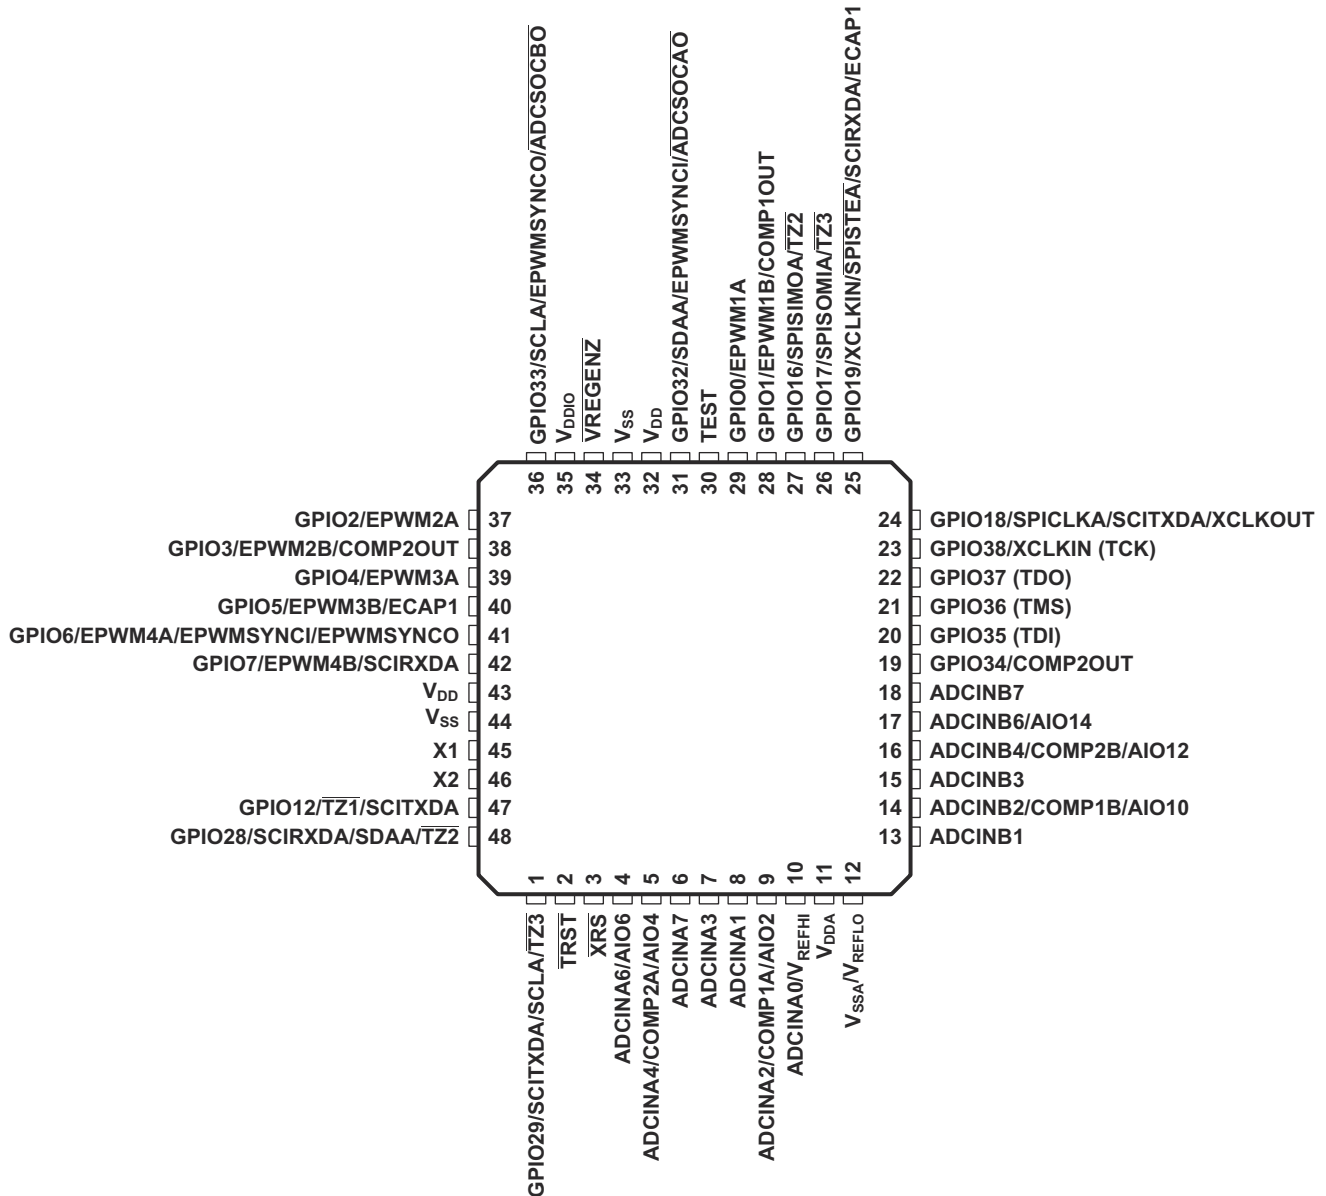 GPIO33/SCLA/EPWMSYNCO/ADCSOCBO
VDDIO
VREGENZ
VSS
VDD
GPIO32/SDAA/EPWMSYNCI/ADCSOCAO
TEST
GPIO0/EPWM1A
GPIO1/EPWM1B/COMP1OUT
GPIO16/SPISIMOA/TZ2
GPIO17/SPISOMIA/TZ3
GPIO19/XCLKIN/SPISTEA/SCIRXDA/ECAP1
36
35
34
33
32
31
30
29
28
27
26
25
GPIO2/EPWM2A 37
GPIO3/EPWM2B/COMP2OUT 38
GPIO4/EPWM3A 39
GPIO5/EPWM3B/ECAP1 40
GPIO6/EPWM4A/EPWMSYNCI/EPWMSYNCO 41
GPIO7/EPWM4B/SCIRXDA 42
VDD 43
VSS 44
X1 45
X2 46
GPIO12/TZ1/SCITXDA 47
GPIO28/SCIRXDA/SDAA/TZ2 48
24 GPIO18/SPICLKA/SCITXDA/XCLKOUT
23 GPIO38/XCLKIN (TCK)
22 GPIO37 (TDO)
21 GPIO36 (TMS)
20 GPIO35 (TDI)
19 GPIO34/COMP2OUT
18 ADCINB7
17 ADCINB6/AIO14
16 ADCINB4/COMP2B/AIO12
15 ADCINB3
14 ADCINB2/COMP1B/AIO10
13 ADCINB1
1
2
3
4
5
6
7
8
9
10
11
12
GPIO29/SCITXDA/SCLA/TZ3
TRST
XRS
ADCINA6/AIO6
ADCINA4/COMP2A/AIO4
ADCINA7
ADCINA3
ADCINA1
ADCINA2/COMP1A/AIO2
ADCINA0/VREFHI
VDDA
VSSA/VREFLO